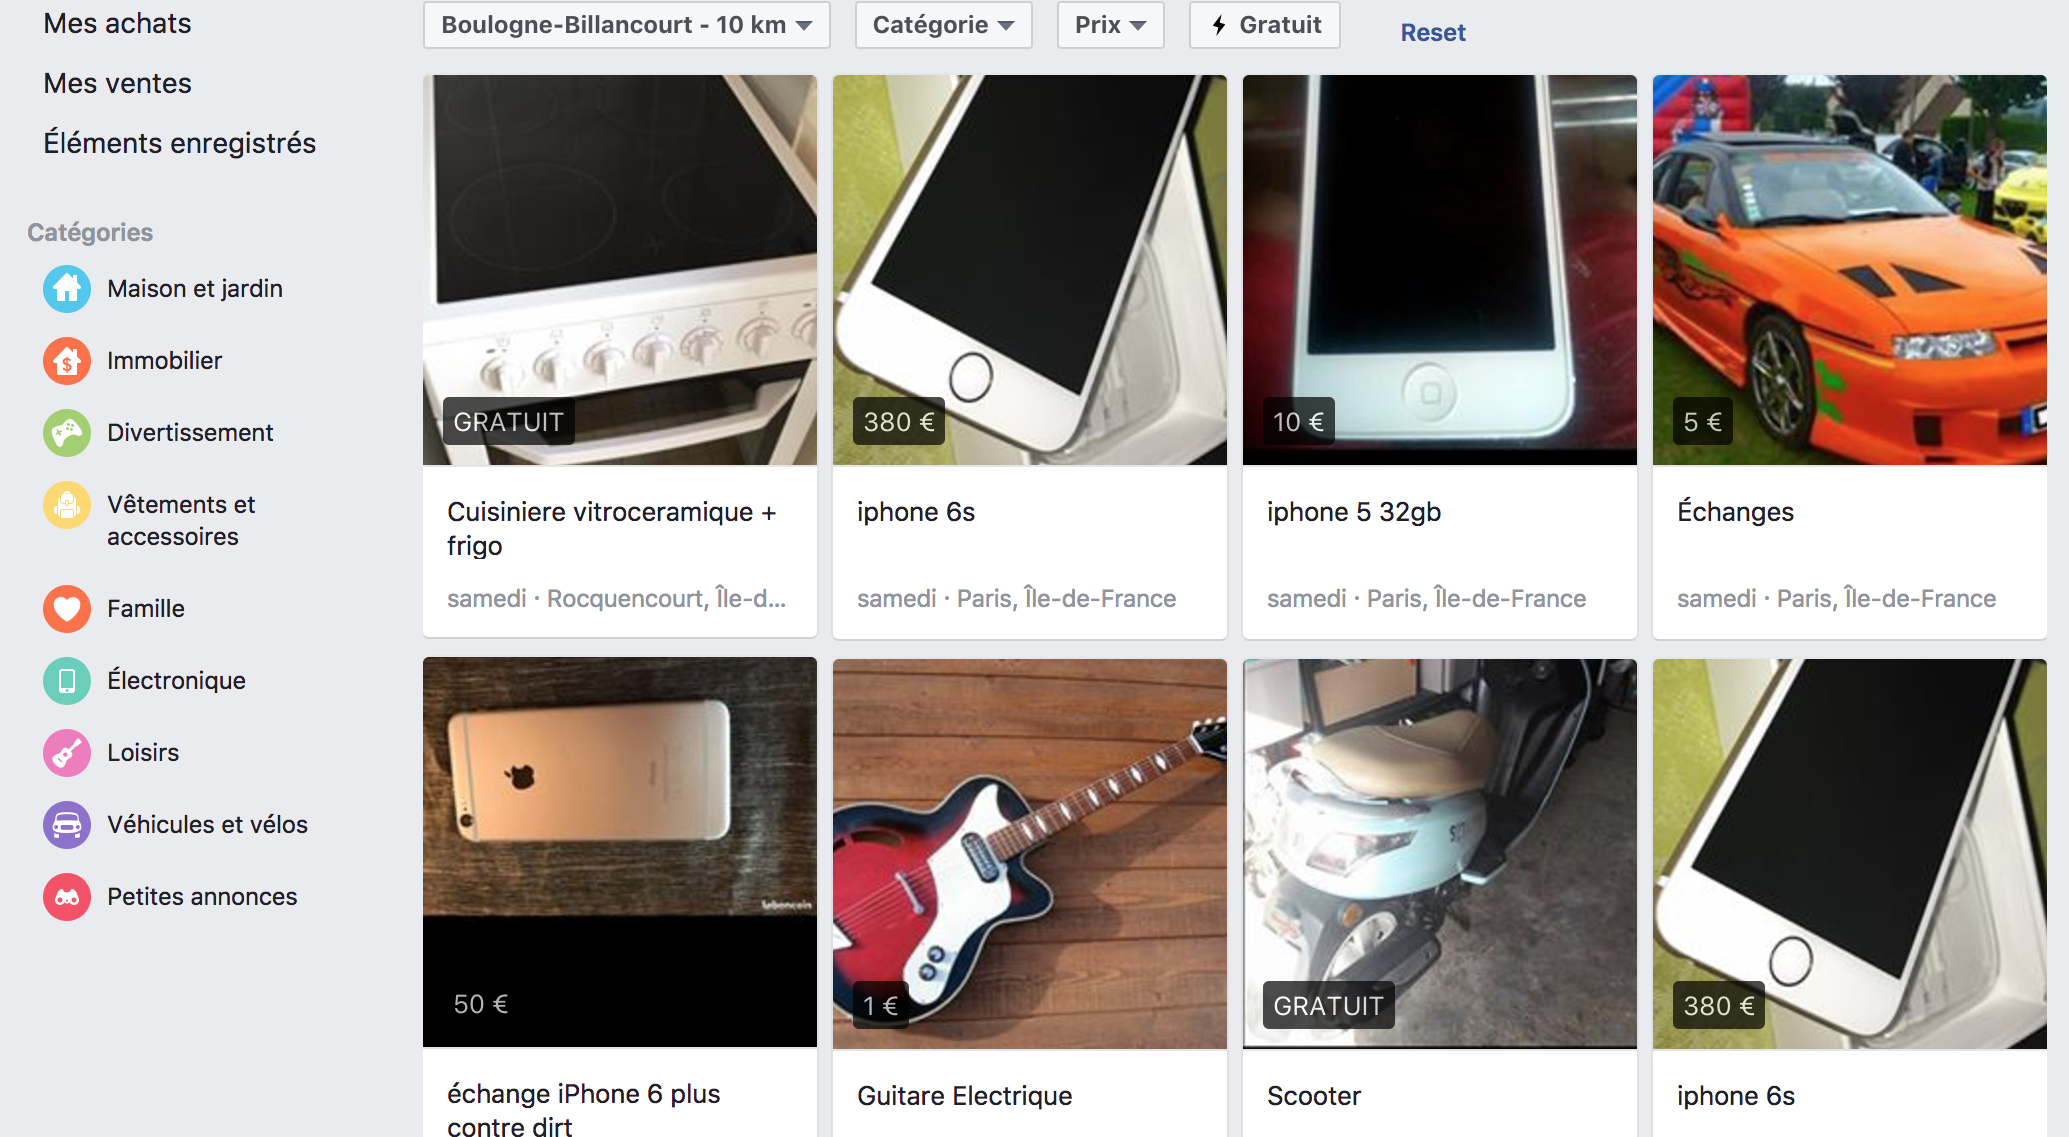 Mes achats
Mes ventes
Éléments enregistrés
Catégories
Maison et jardin
Immobilier
Divertissement
Vêtements et
accessoires
Famille
Électronique
Loisirs
Véhicules et vélos
Petites annonces
Boulogne-Billancourt - 10 km
Catégorie
Prix
Gratuit
Reset
GRATUIT
Cuisiniere vitroceramique +
frigo
samedi · Rocquencourt, Île-d...
380 €
iphone 6s
samedi · Paris, Île-de-France
10 €
iphone 5 32gb
samedi · Paris, Île-de-France
5 €
Échanges
samedi · Paris, Île-de-France
leboncoin
50 €
échange iPhone 6 plus
contre dirt
1 €
Guitare Electrique
GRATUIT
Scooter
380 €
iphone 6s